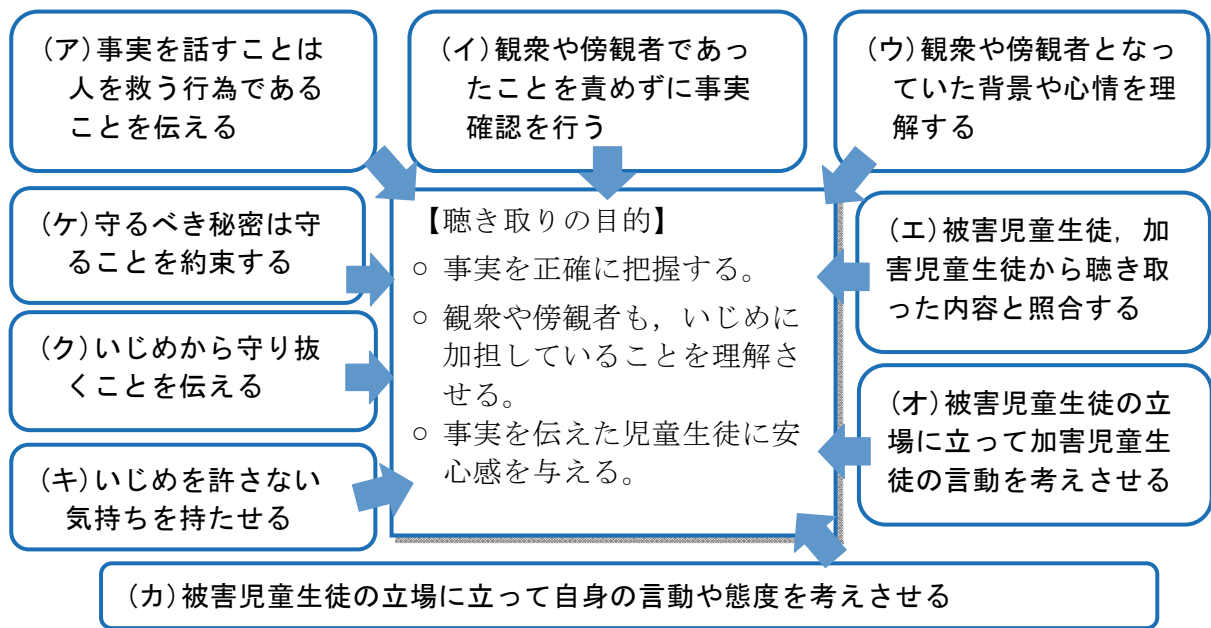 (ア)事実を話すことは
人を救う行為である
ことを伝える
(イ)観衆や傍観者であっ
たことを責めずに事実
確認を行う
(ウ)観衆や傍観者となっ
ていた背景や心情を理
解する
(ケ)守るべき秘密は守
ることを約束する
(ク)いじめから守り抜
くことを伝える
(キ)いじめを許さない
気持ちを持たせる
【聴き取りの目的】
○ 事実を正確に把握する。
○ 観衆や傍観者も，いじめに
加担していることを理解さ
せる。
○ 事実を伝えた児童生徒に安
心感を与える。
(エ)被害児童生徒，加
害児童生徒から聴き取
った内容と照合する
(オ)被害児童生徒の立
場に立って加害児童生
徒の言動を考えさせる
(カ)被害児童生徒の立場に立って自身の言動や態度を考えさせる